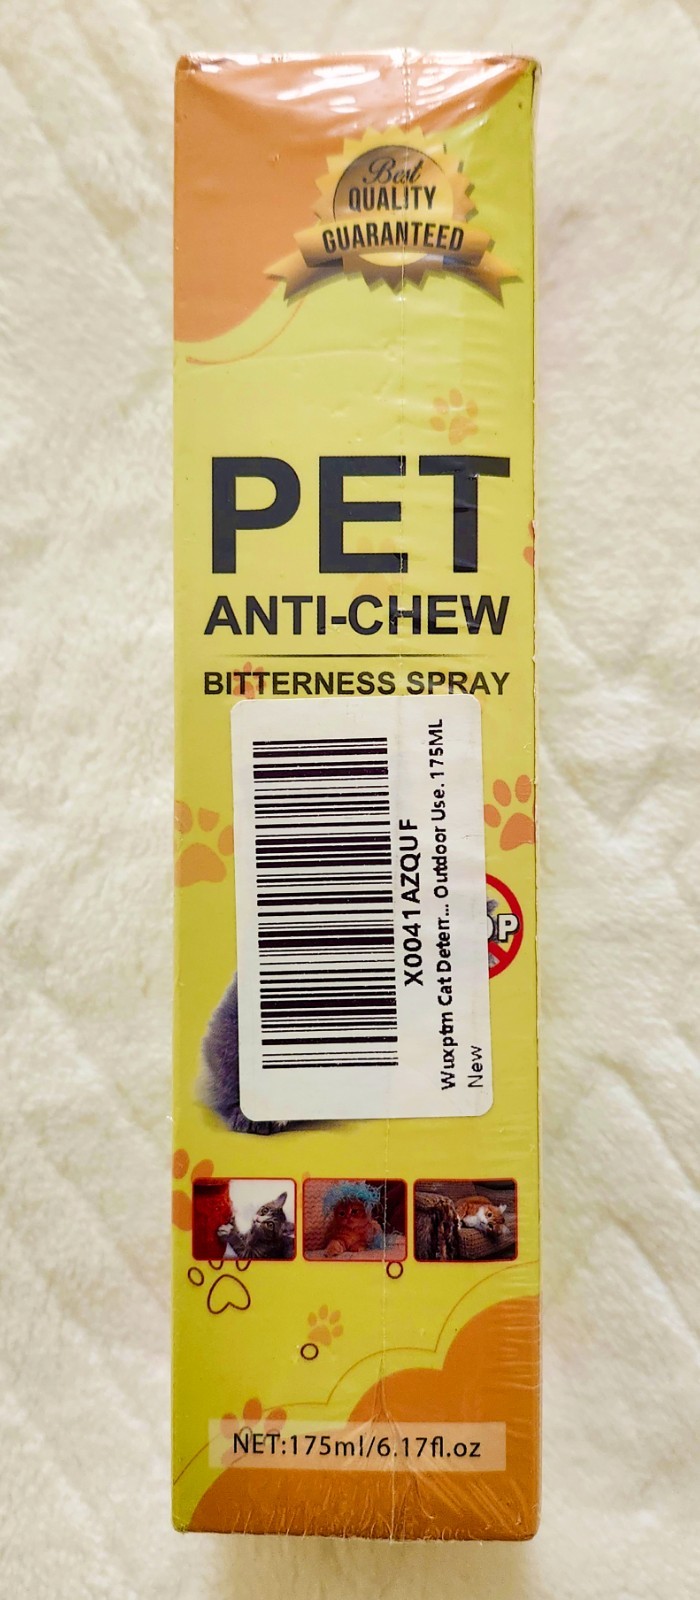 Best
QUALITY
GUARANTEED
PET
ANTI-CHEW
BITTERNESS SPRAY
X0041AZQUF
Wuxptm Cat Deterr... Outdoor Use. 175ML
New
NET:175ml/6.17fl.oz